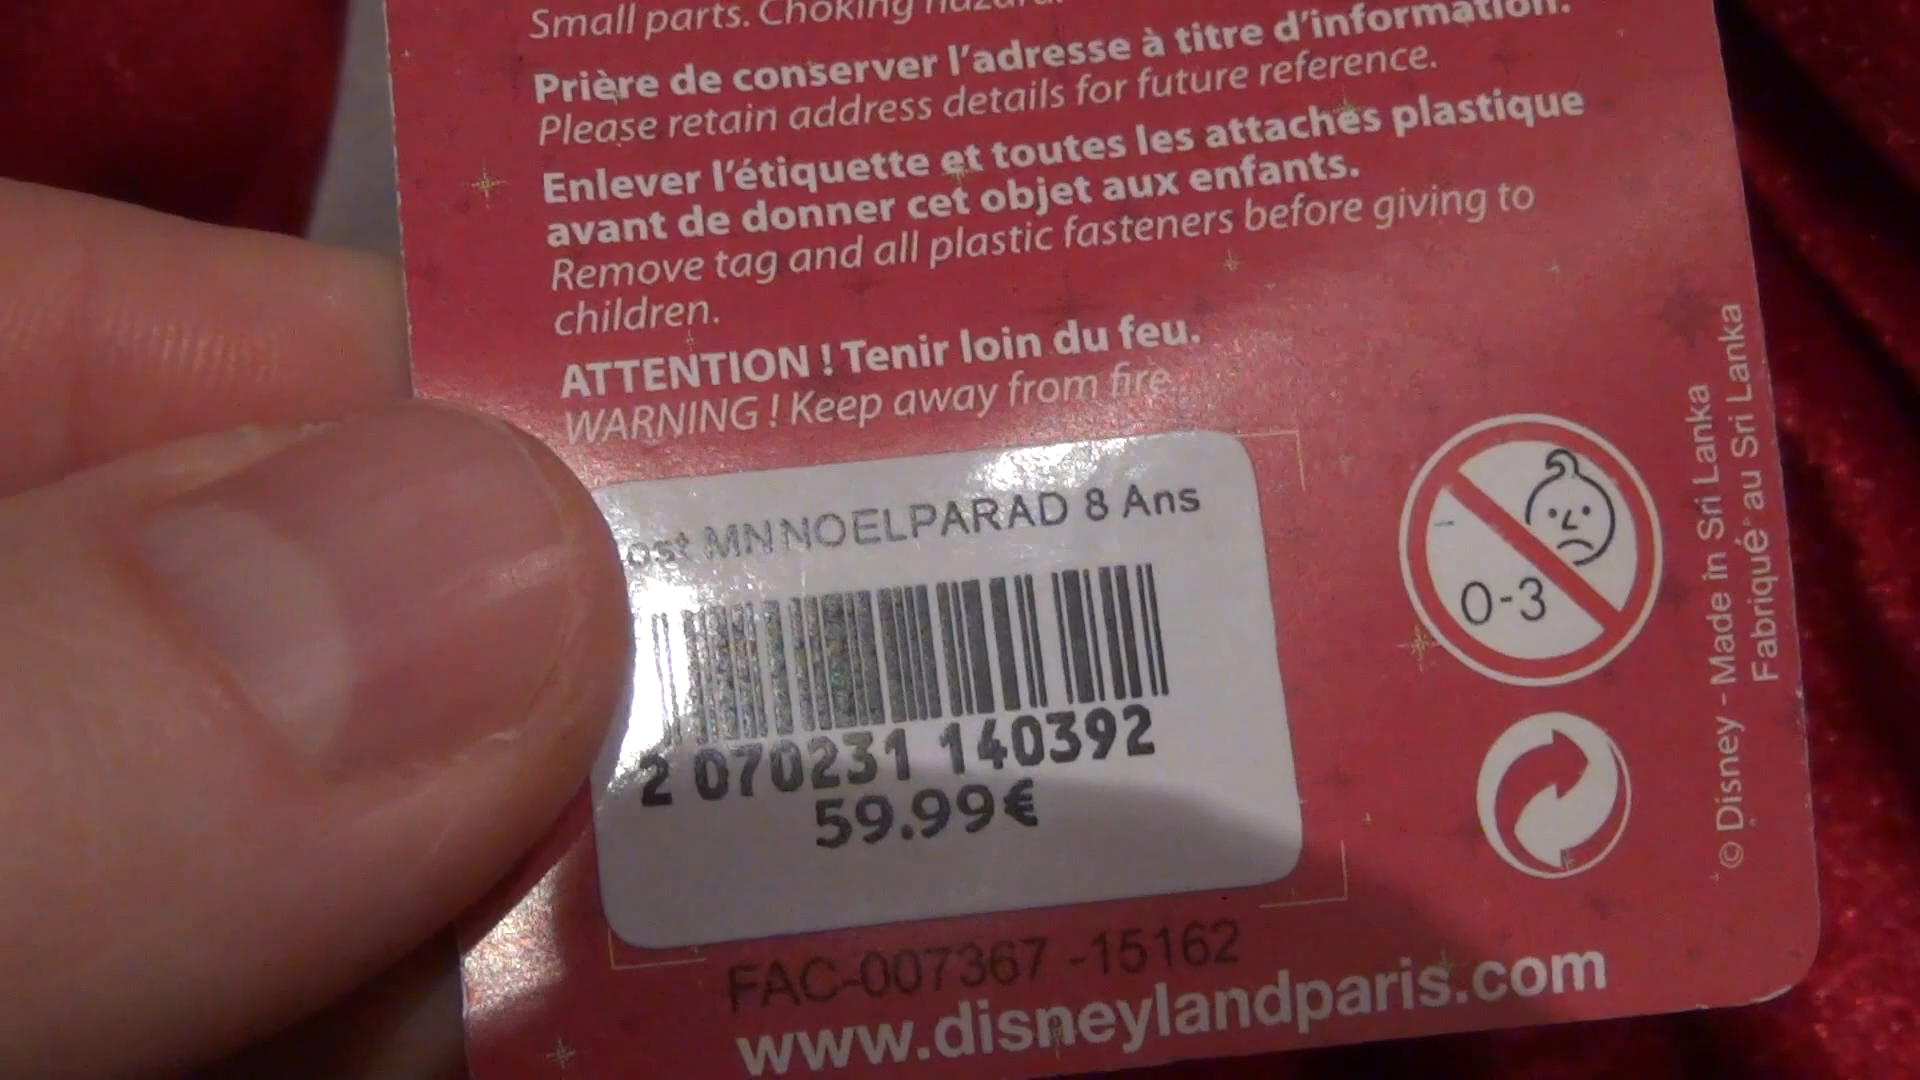 Small parts. Choking hazard.
Prière de conserver l'adresse à titre d'information.
Please retain address details for future reference.
Enlever l'étiquette et toutes les attaches plastique
avant de donner cet objet aux enfants.
Remove tag and all plastic fasteners before giving to
children.
ATTENTION ! Tenir loin du feu.
WARNING ! Keep away from fire.
ost MNNOELPARAD 8 Ans
2 070231 140392
59.99€
0-3
FAC-007367 -15162
www.disneylandparis.com
© Disney - Made in Sri Lanka
Fabriqué au Sri Lanka